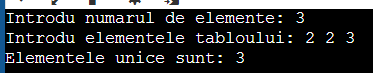 Introdu numarul de elemente: 3
Introdu elementele tabloului: 2 2 3
Elementele unice sunt: 3